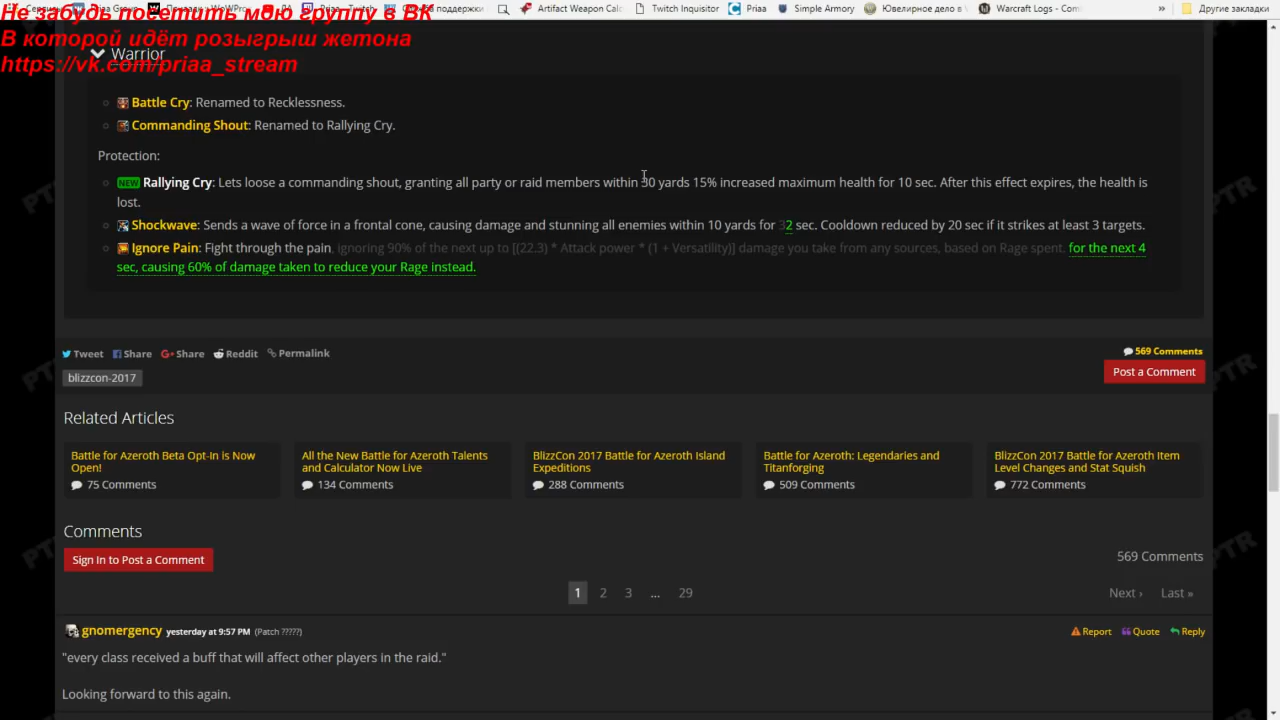 Не забудь посетить мою группу в ВК
В которой идёт розыгрыш жетона
https://vk.com/priaa_stream
Artifact Weapon Calc
Twitch Inquisitor
Priaa
Simple Armory
Ювелирное дело в
Warcraft Logs - Com
»
Другие закладки
Warrior
Battle Cry: Renamed to Recklessness.
Commanding Shout: Renamed to Rallying Cry.
Protection:
NEW Rallying Cry: Lets loose a commanding shout, granting all party or raid members within 30 yards 15% increased maximum health for 10 sec. After this effect expires, the health is
lost.
Shockwave: Sends a wave of force in a frontal cone, causing damage and stunning all enemies within 10 yards for 32 sec. Cooldown reduced by 20 sec if it strikes at least 3 targets.
Ignore Pain: Fight through the pain, ignoring 90% of the next up to [(22.3) * Attack power * (1 + Versatility)] damage you take from any sources, based on Rage spent. for the next 4
sec, causing 60% of damage taken to reduce your Rage instead.
Tweet Share Share Reddit Permalink
569 Comments
Post a Comment
blizzcon-2017
Related Articles
Battle for Azeroth Beta Opt-In is Now
Open!
75 Comments
All the New Battle for Azeroth Talents
and Calculator Now Live
134 Comments
BlizzCon 2017 Battle for Azeroth Island
Expeditions
288 Comments
Battle for Azeroth: Legendaries and
Titanforging
509 Comments
BlizzCon 2017 Battle for Azeroth Item
Level Changes and Stat Squish
772 Comments
Comments
Sign In to Post a Comment
569 Comments
1 2 3 ... 29
Next › Last »
gnomergency yesterday at 9:57 PM (Patch ?????)
Report Quote Reply
"every class received a buff that will affect other players in the raid."
Looking forward to this again.